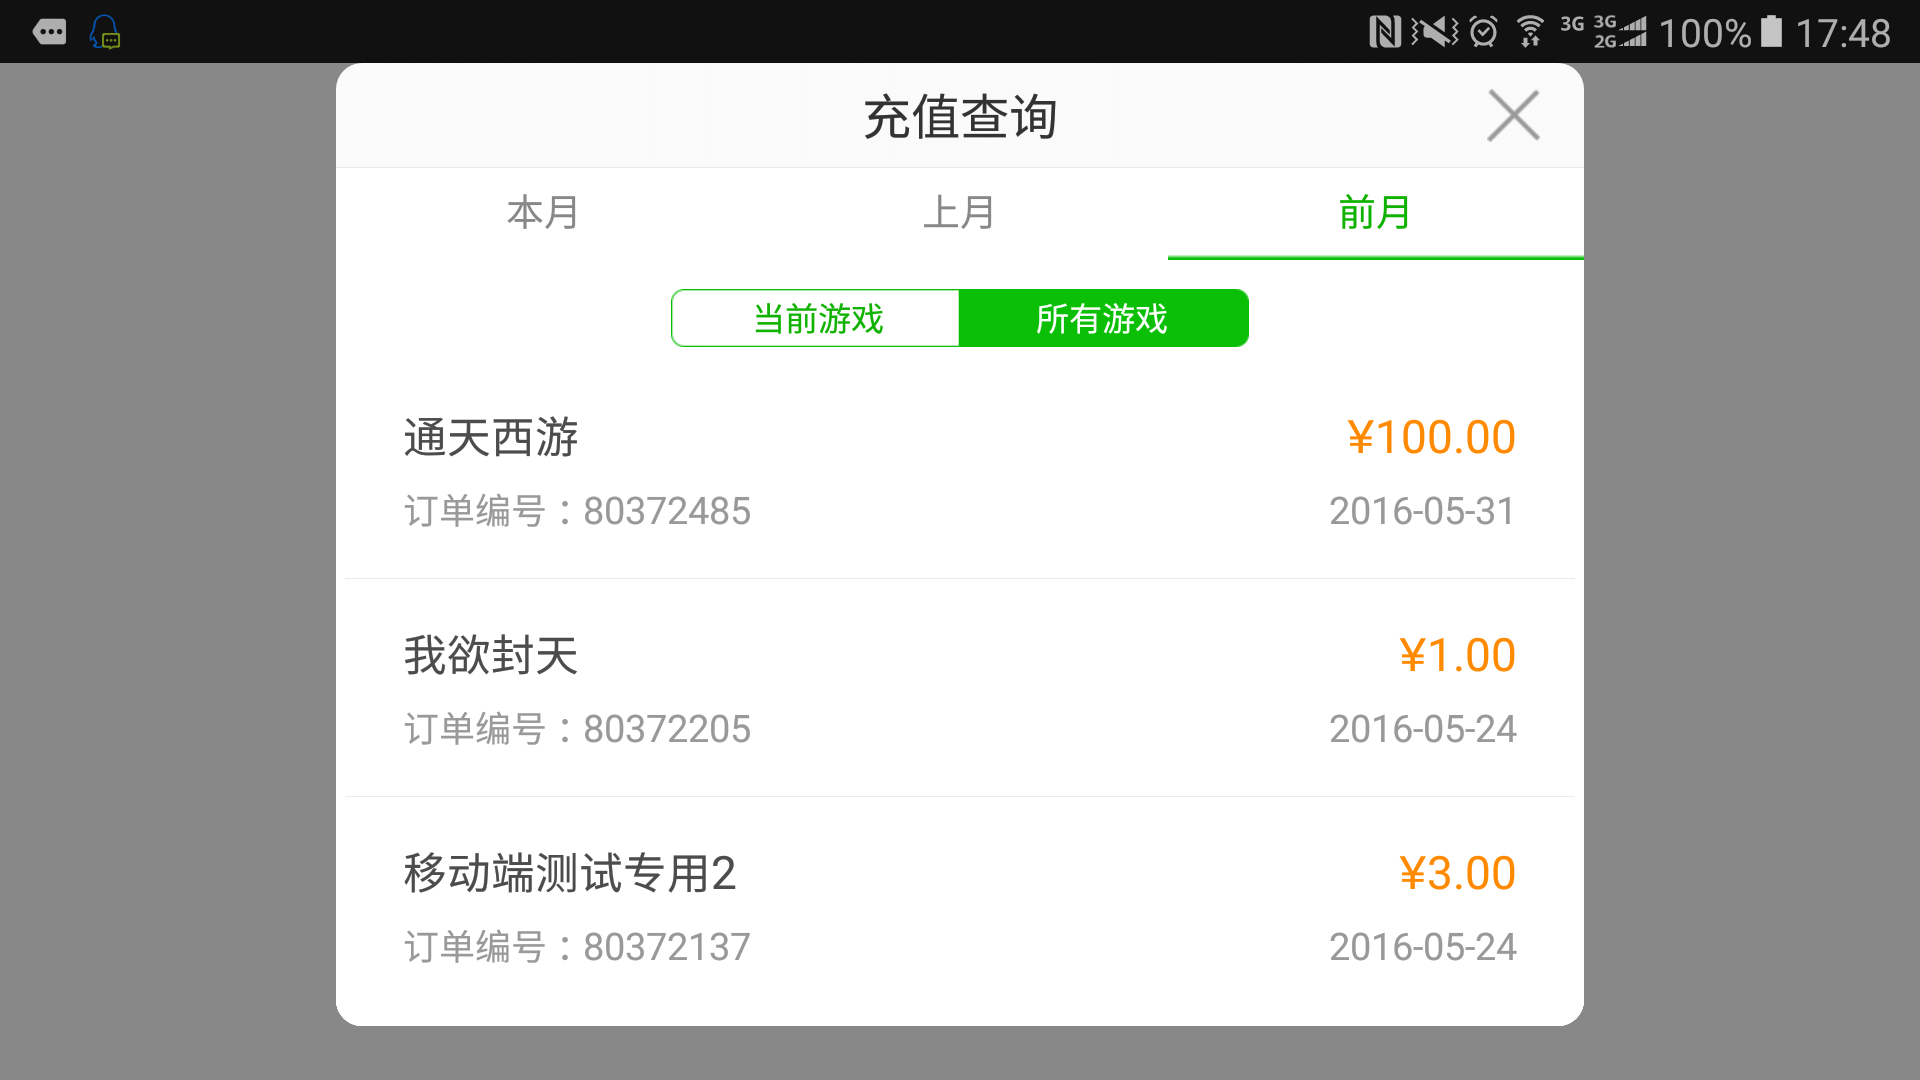 3G 3G 2G 100% 17:48
充值查询
本月 上月 前月
当前游戏 所有游戏
通天西游 ¥100.00
订单编号：80372485 2016-05-31
我欲封天 ¥1.00
订单编号：80372205 2016-05-24
移动端测试专用2 ¥3.00
订单编号：80372137 2016-05-24